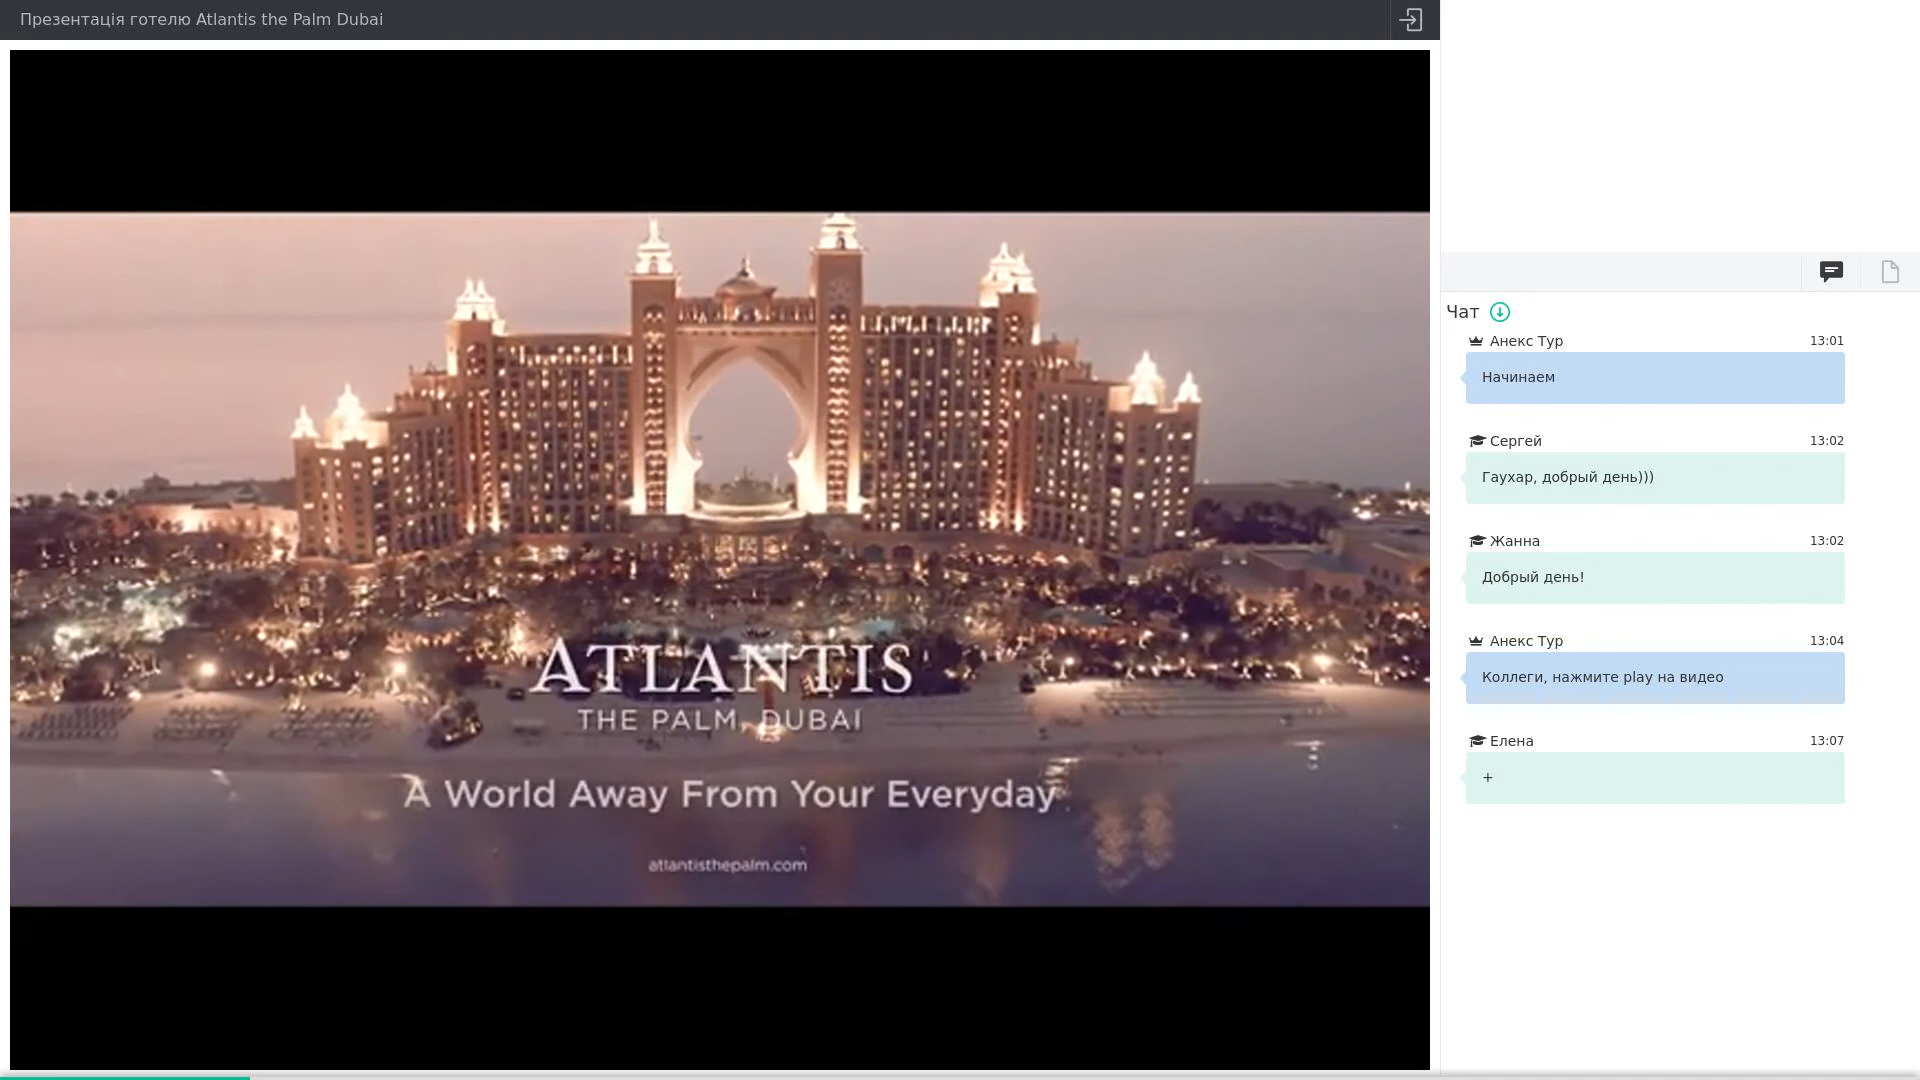 Презентація готелю Atlantis the Palm Dubai
ATLANTIS
THE PALM, DUBAI
A World Away From Your Everyday
atlantisthepalm.com
Чат
Анекс Тур 13:01
Начинаем
Сергей 13:02
Гаухар, добрый день)))
Жанна 13:02
Добрый день!
Анекс Тур 13:04
Коллеги, нажмите play на видео
Елена 13:07
+